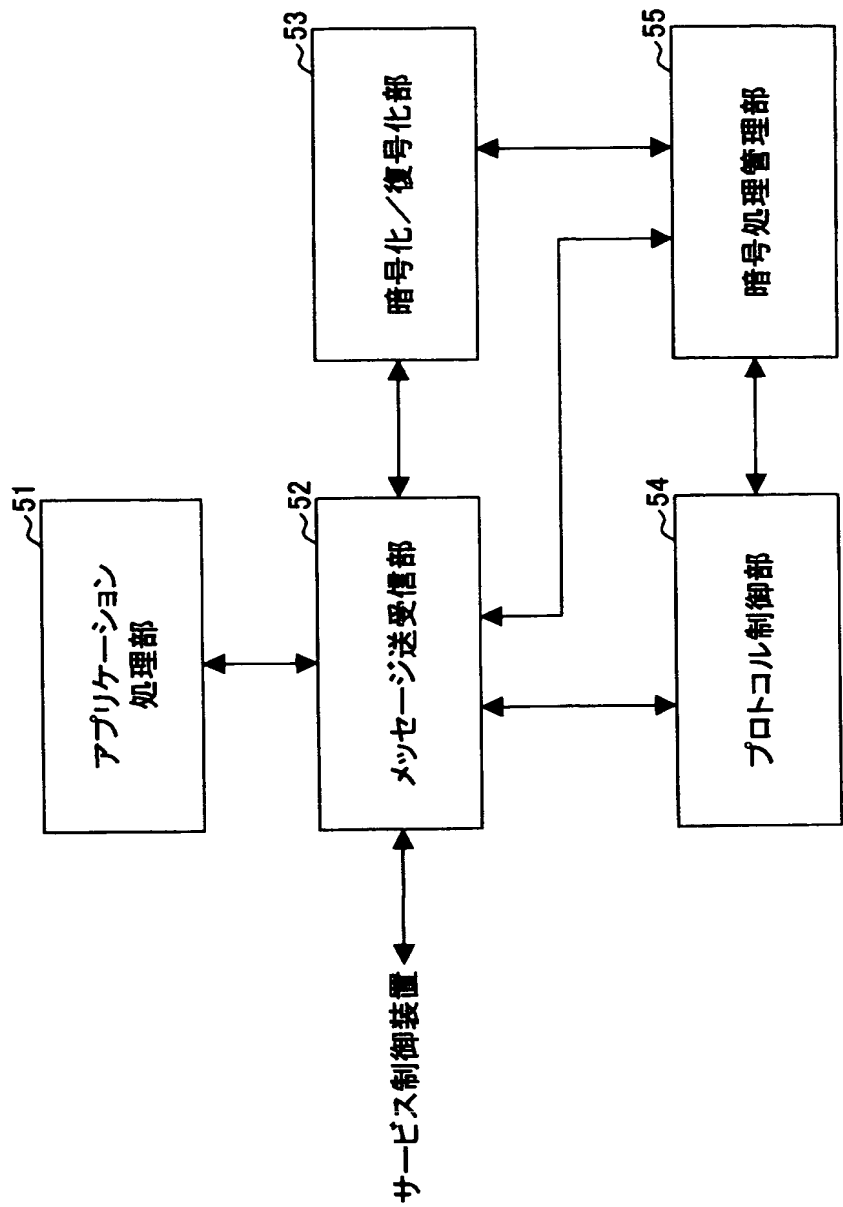 51
アプリケーション
処理部
サービス制御装置
52
メッセージ送受信部
53
暗号化／復号化部
54
プロトコル制御部
55
暗号処理管理部